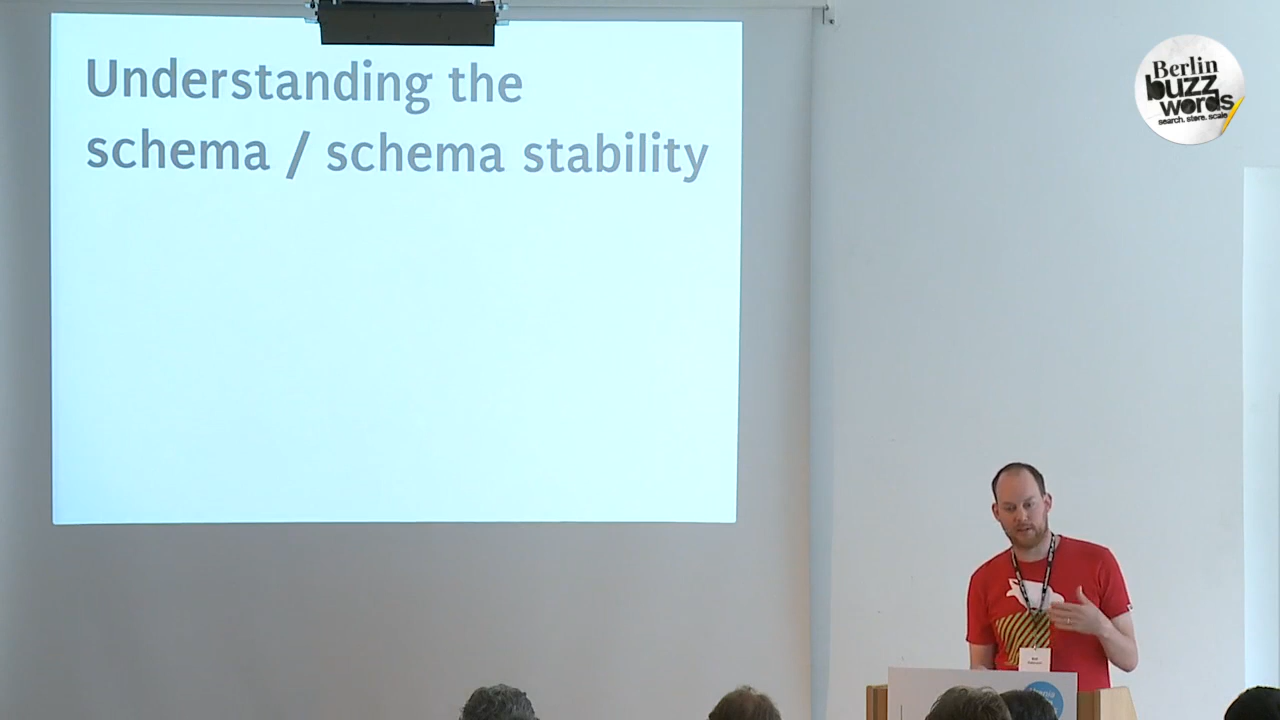 Understanding the
schema / schema stability
Berlin
buzz
words
search. store. scale